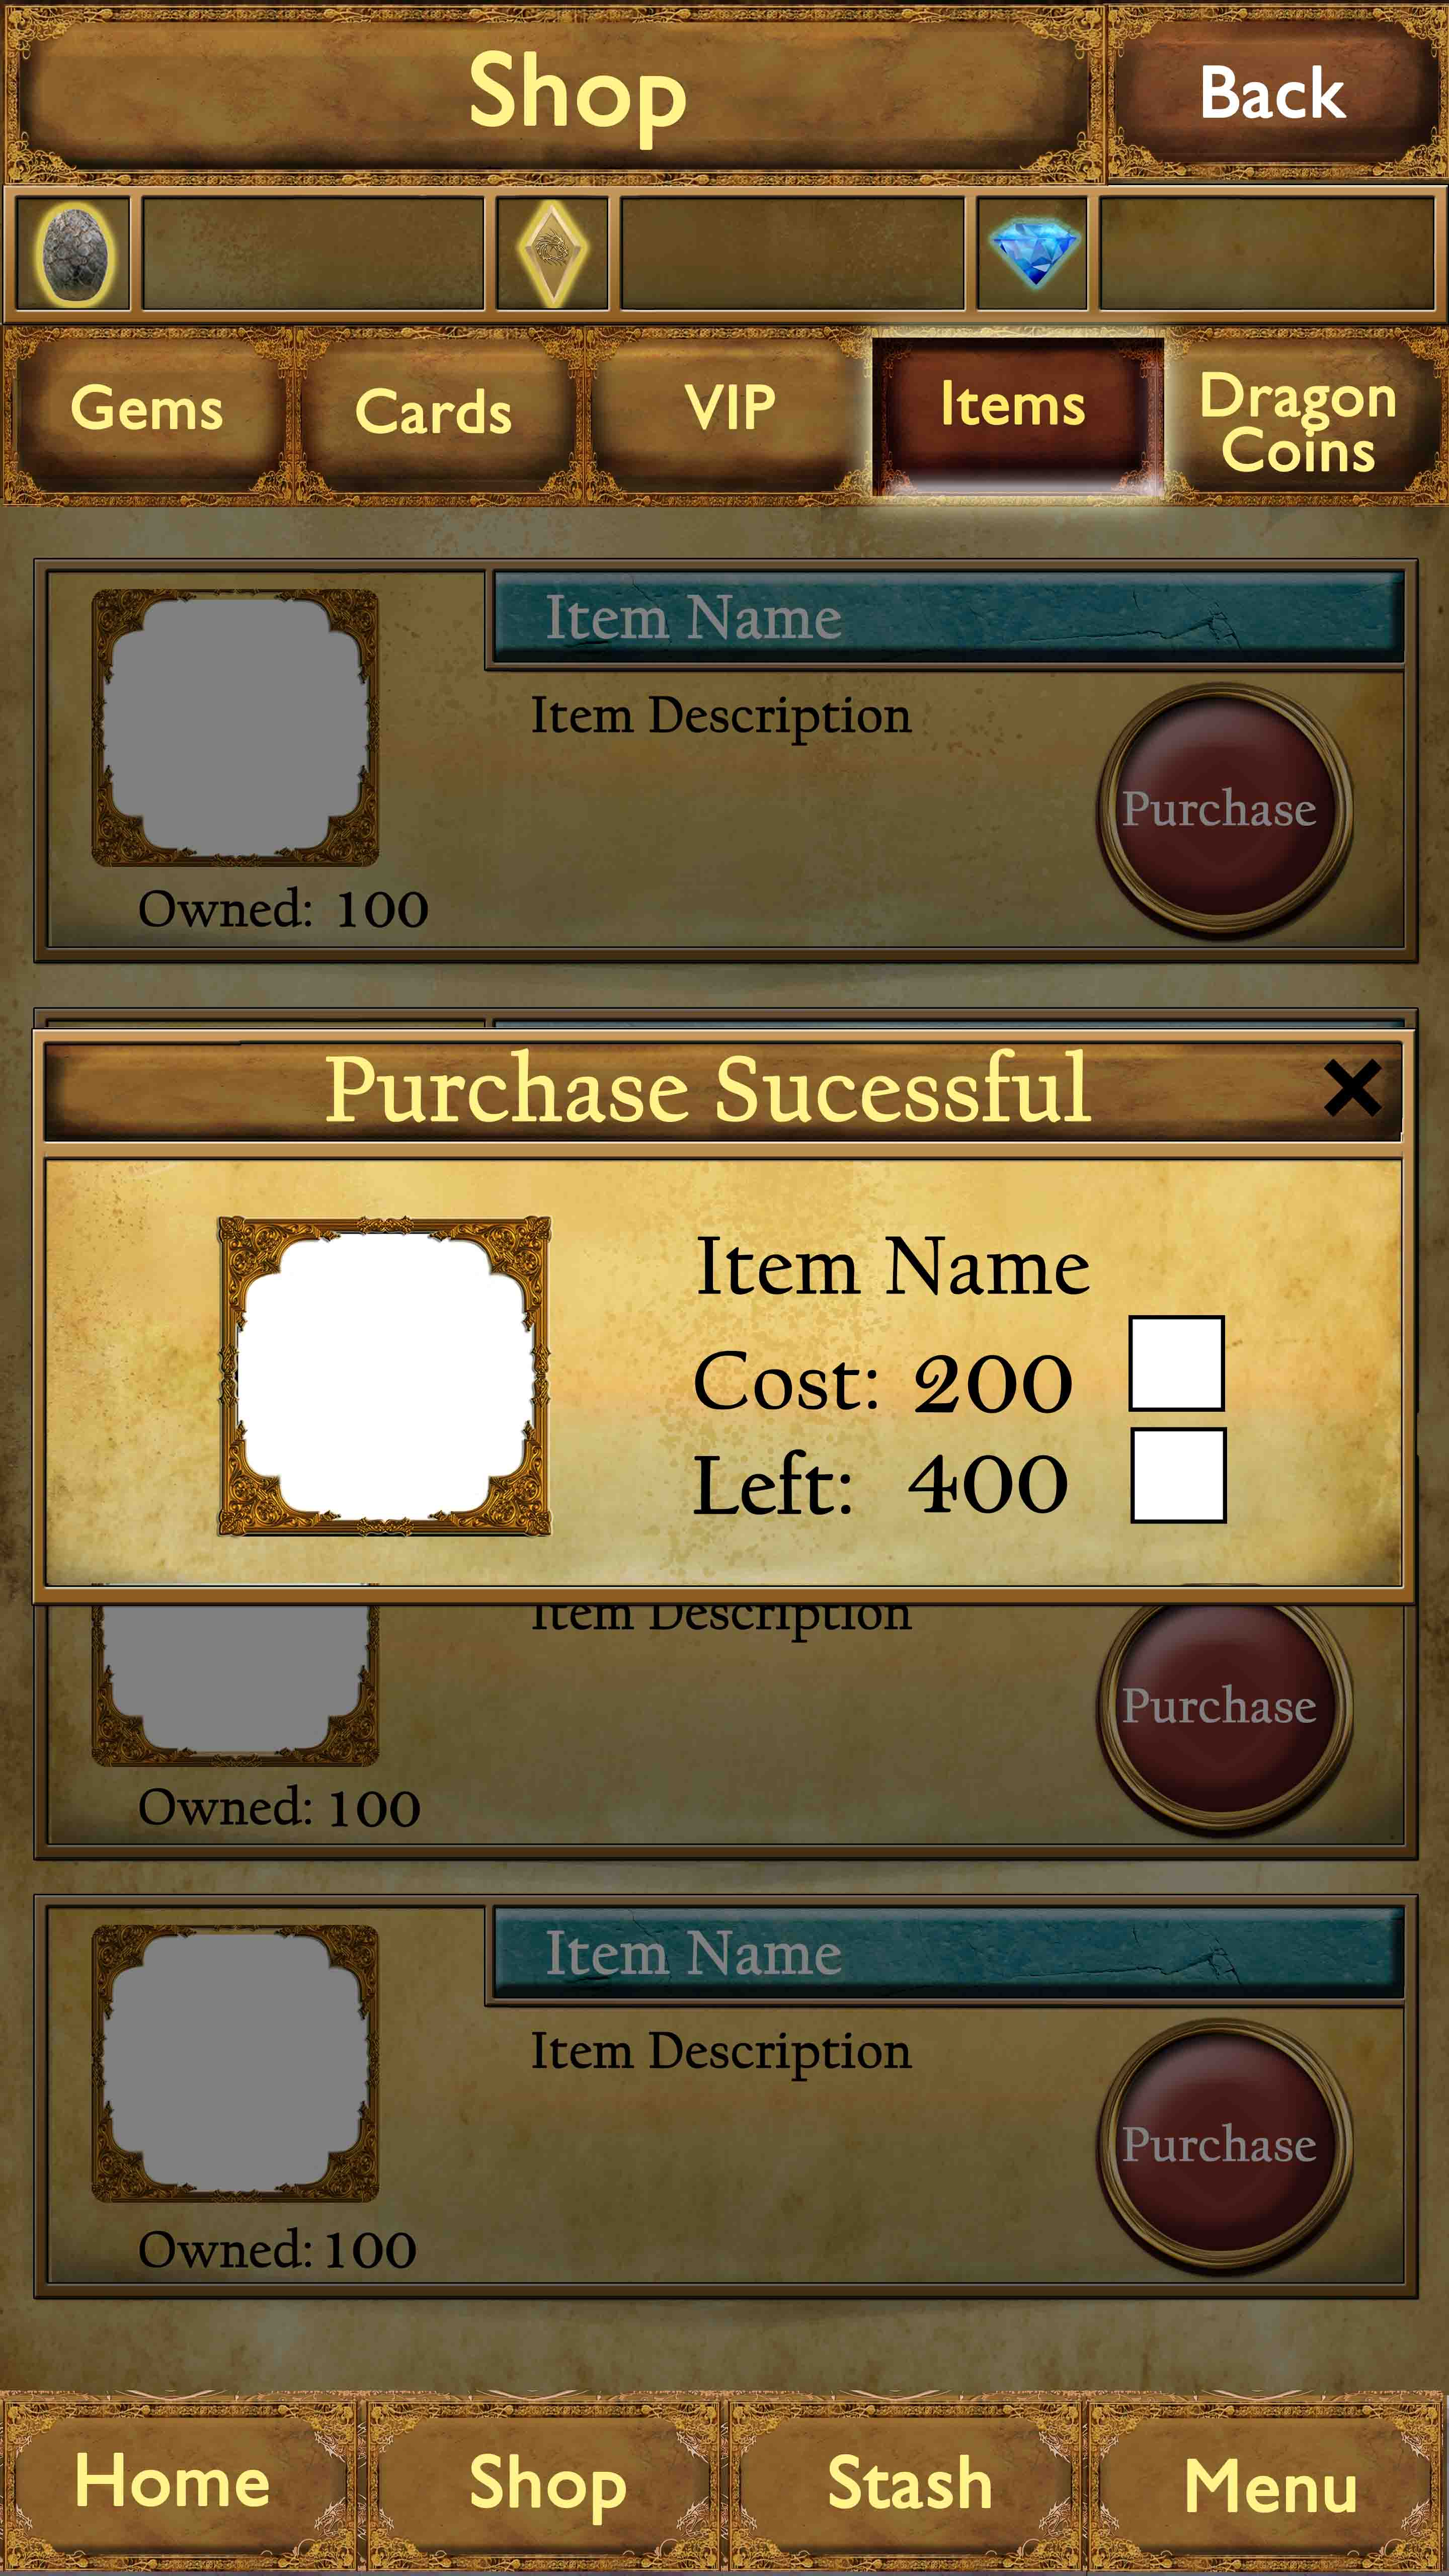 Shop
Back
Gems
Cards
VIP
Items
Dragon
Coins
Item Name
Item Description
Purchase
Owned: 100
Purchase Sucessful
Item Name
Cost: 200
Left: 400
Item Description
Purchase
Owned: 100
Item Name
Item Description
Purchase
Owned: 100
Home
Shop
Stash
Menu